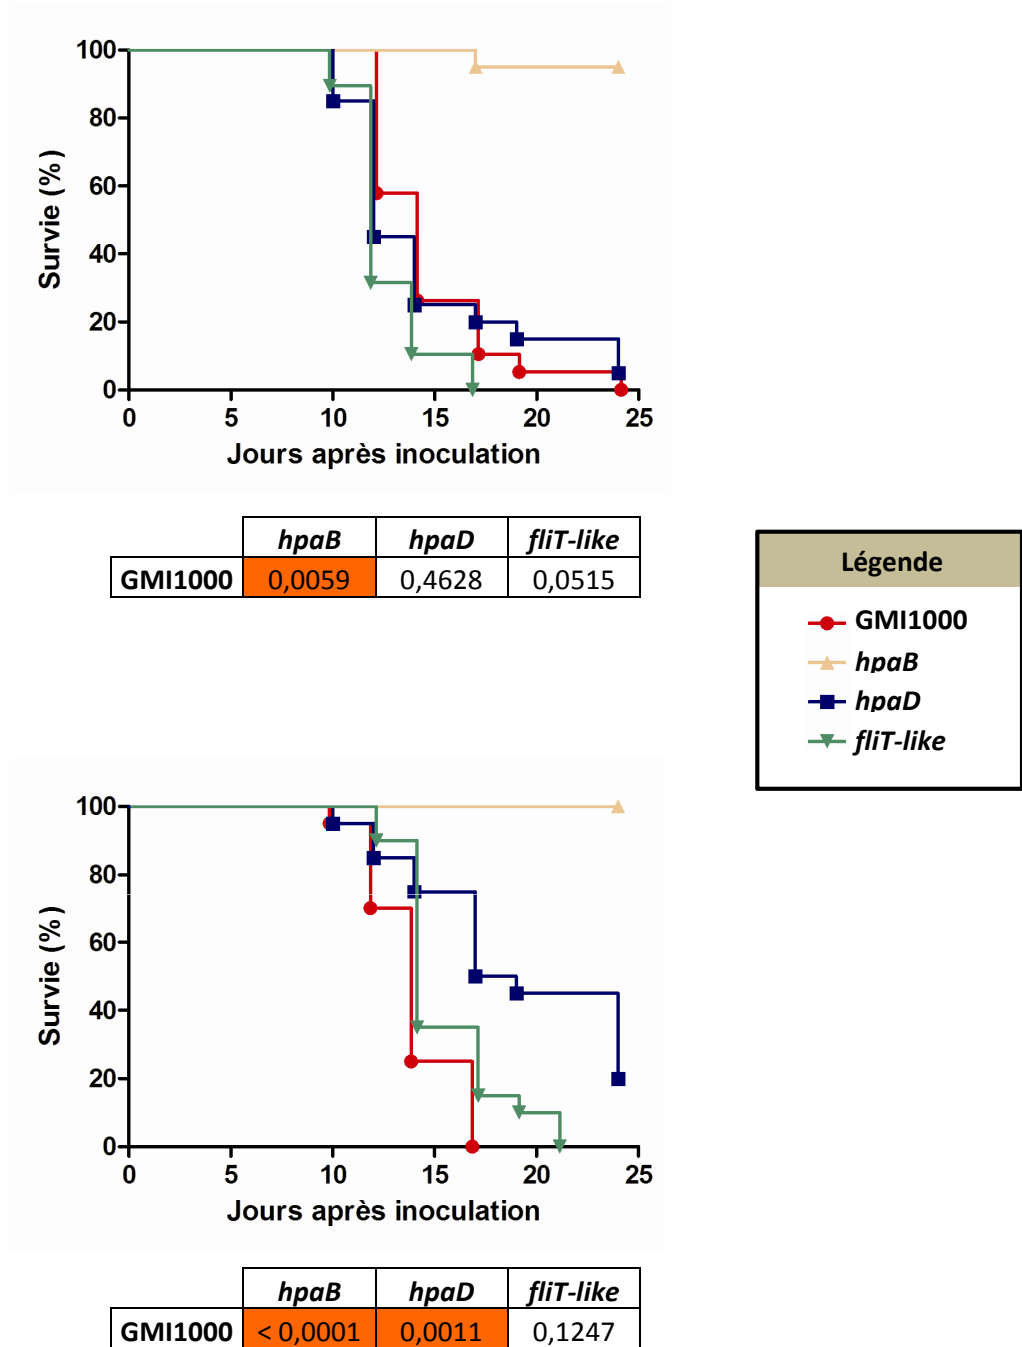 100
80
60
40
20
0
Survie (%)
0 5 10 15 20 25
Jours après inoculation
hpaB hpaD fliT-like
GMI1000 0,0059 0,4628 0,0515
Légende
GMI1000
hpaB
hpaD
fliT-like
100
80
60
40
20
0
Survie (%)
0 5 10 15 20 25
Jours après inoculation
hpaB hpaD fliT-like
GMI1000 < 0,0001 0,0011 0,1247